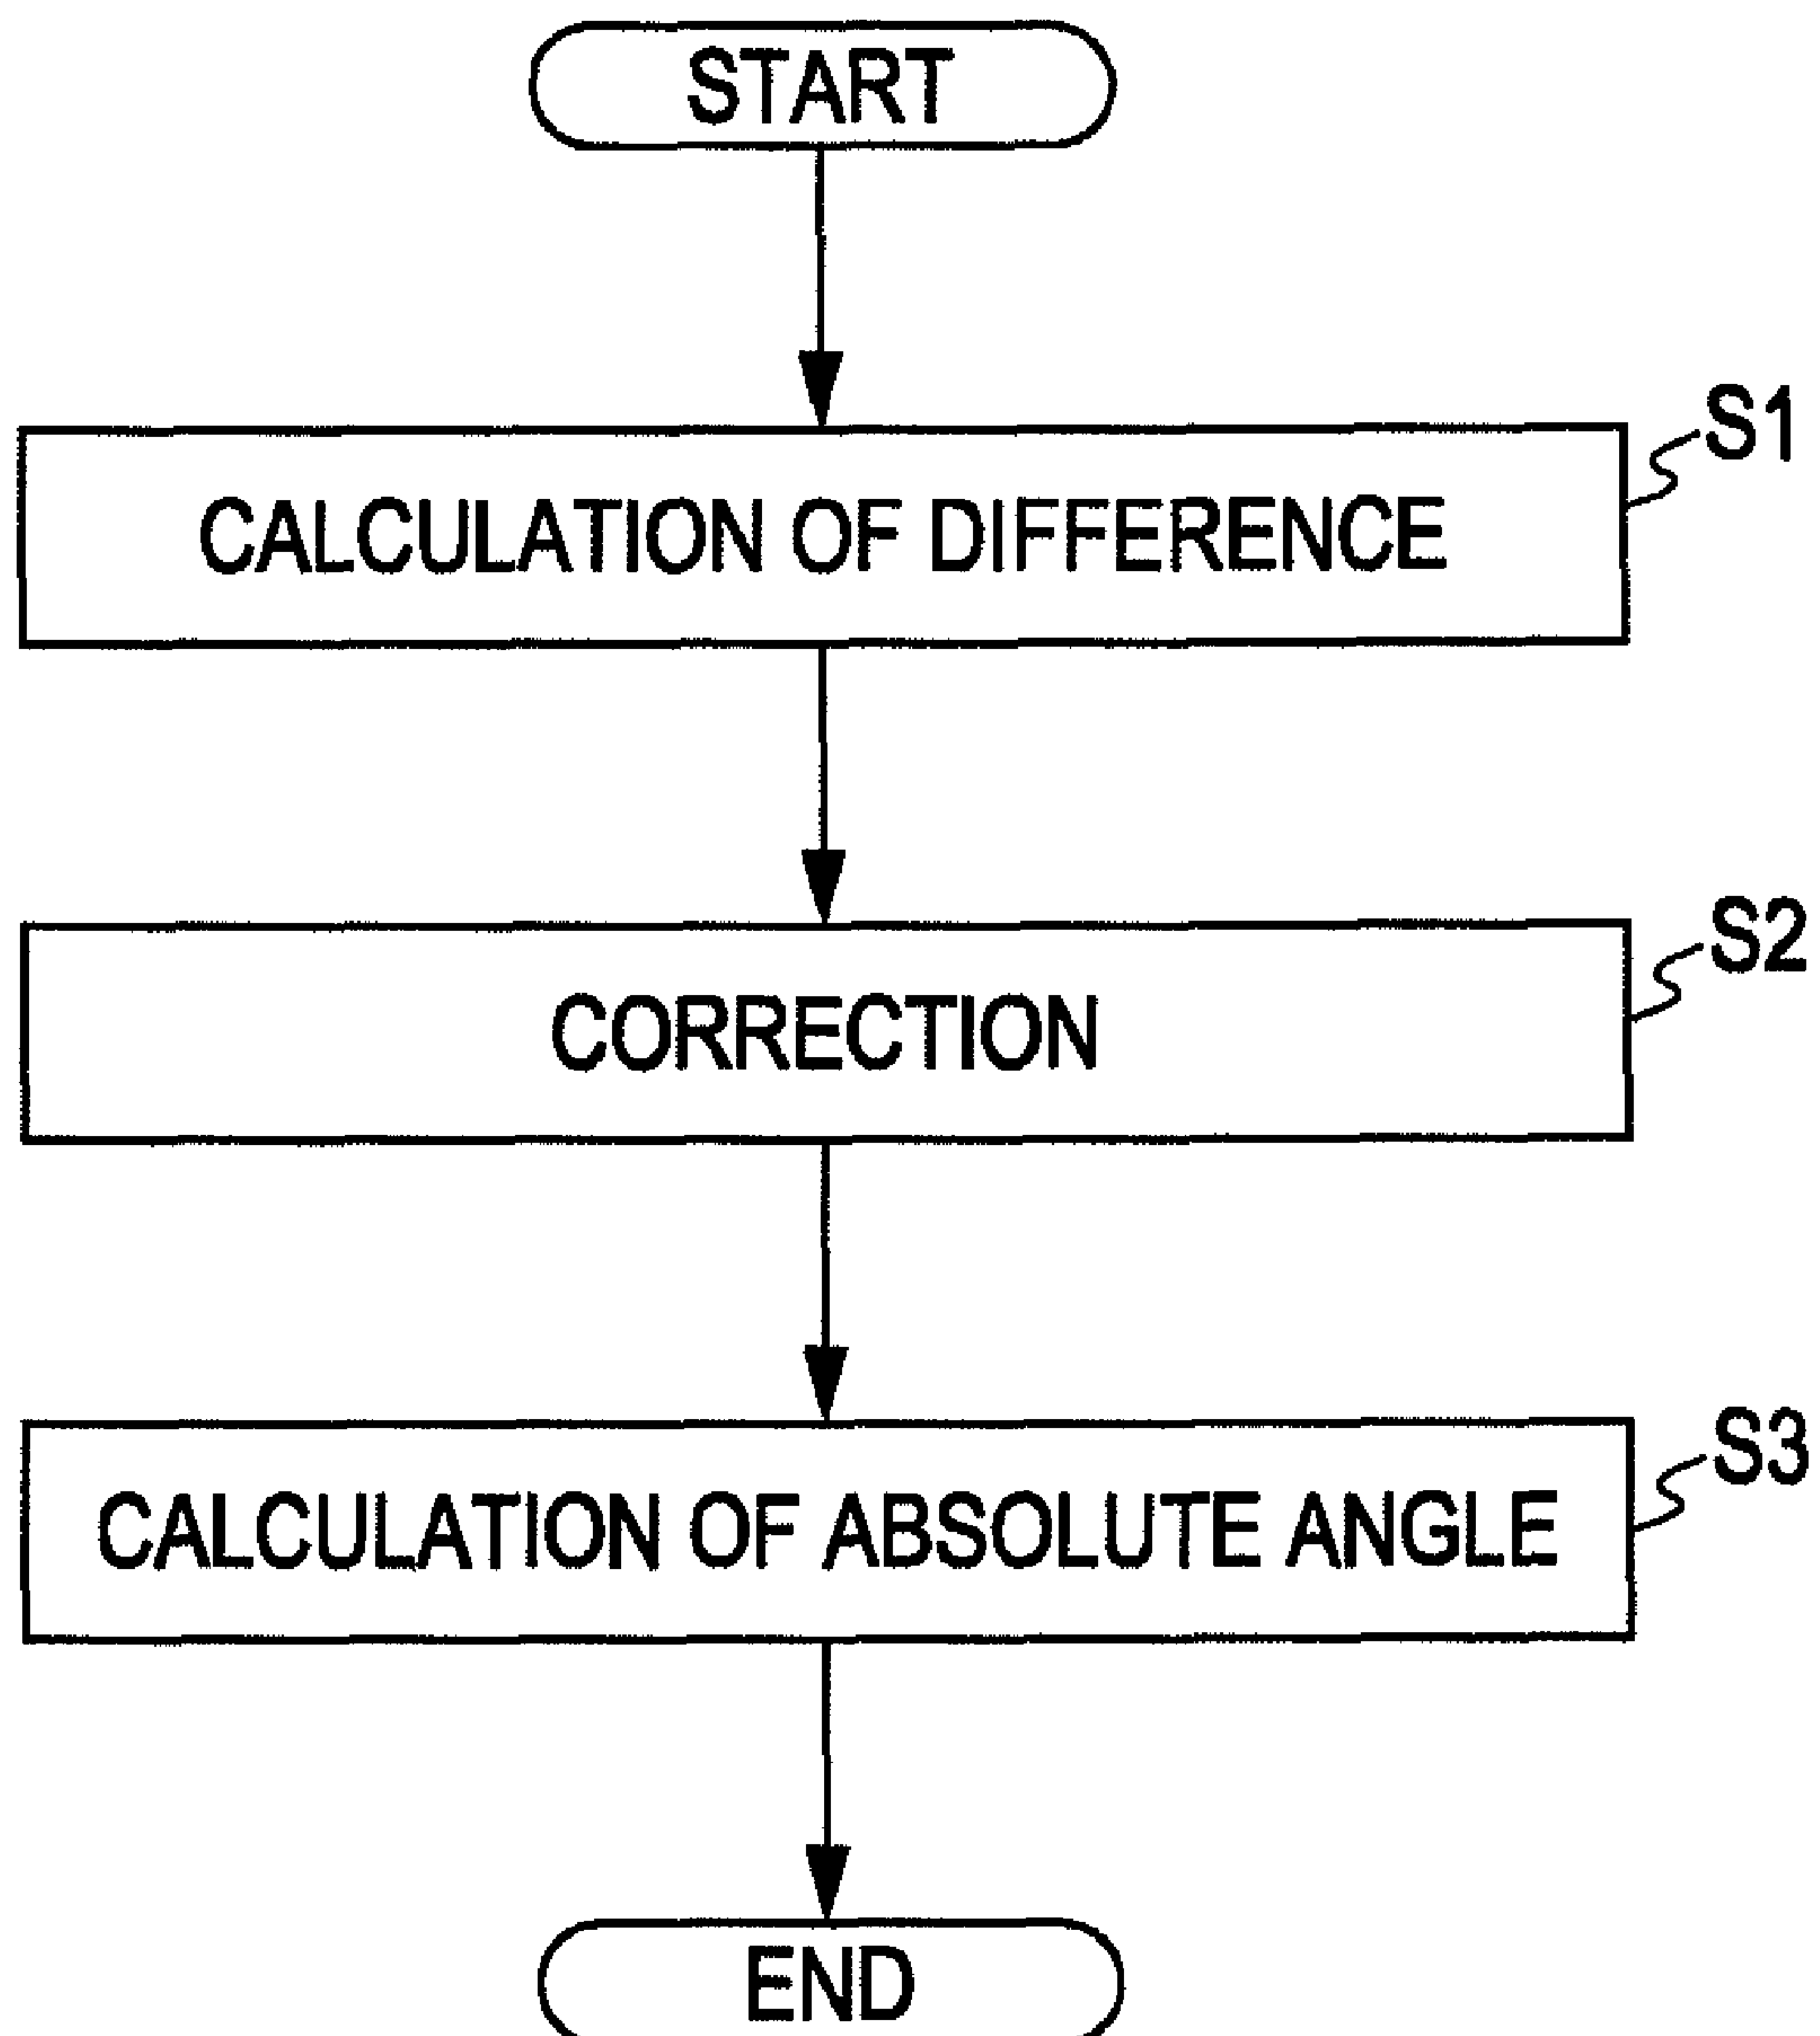 START
S1
CALCULATION OF DIFFERENCE
S2
CORRECTION
S3
CALCULATION OF ABSOLUTE ANGLE
END